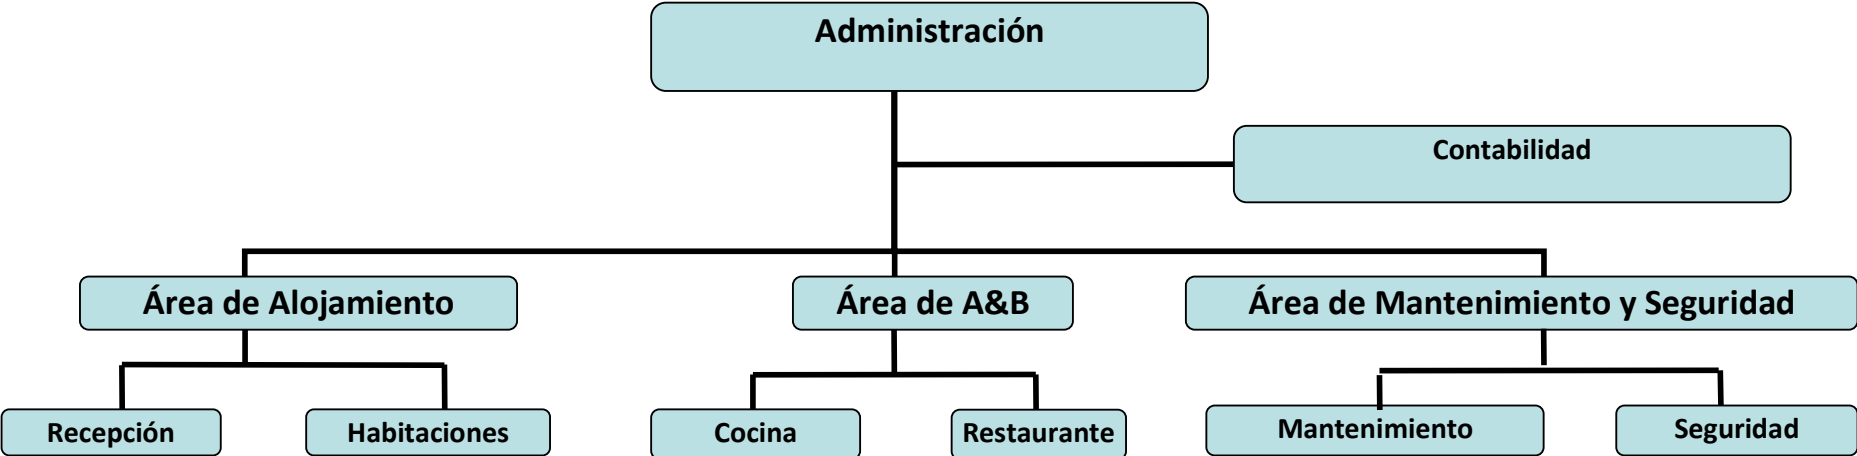 Administración
Contabilidad
Área de Alojamiento
Área de A&B
Área de Mantenimiento y Seguridad
Recepción
Habitaciones
Cocina
Restaurante
Mantenimiento
Seguridad